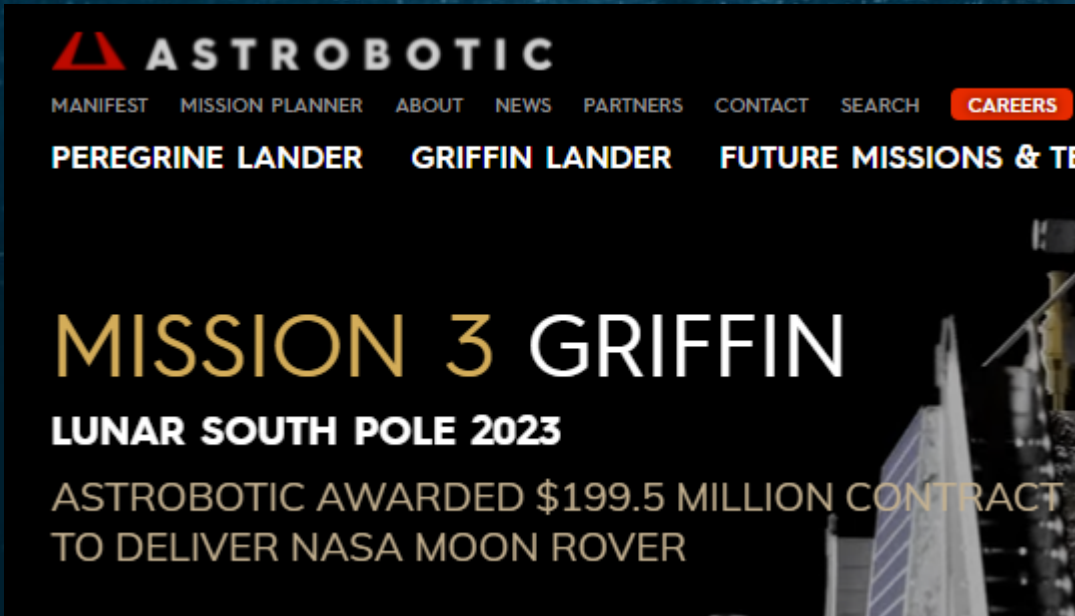 ASTROBOTIC
MANIFEST MISSION PLANNER ABOUT NEWS PARTNERS CONTACT SEARCH CAREERS
PEREGRINE LANDER GRIFFIN LANDER FUTURE MISSIONS &
MISSION 3 GRIFFIN
LUNAR SOUTH POLE 2023
ASTROBOTIC AWARDED $199.5 MILLION CONTRACT
TO DELIVER NASA MOON ROVER